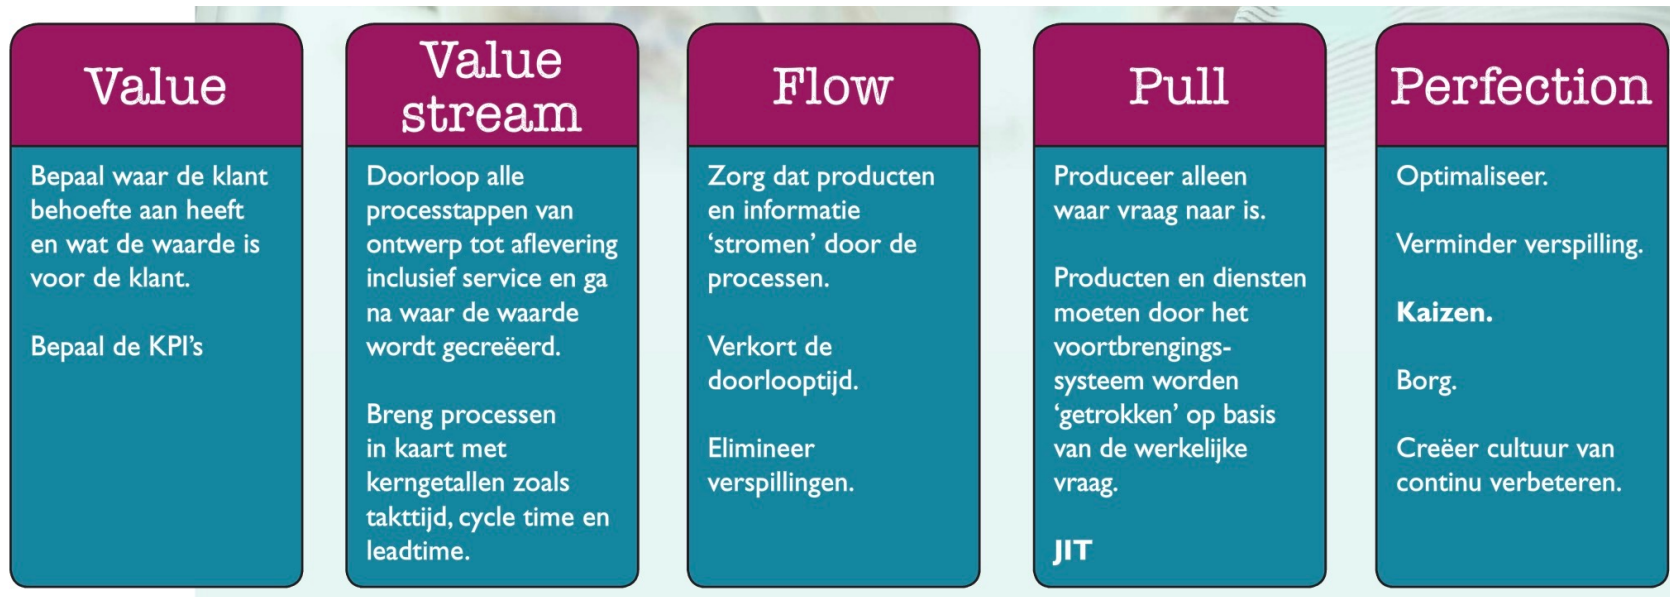 Value
Bepaal waar de klant
behoefte aan heeft
en wat de waarde is
voor de klant.
Bepaal de KPI’s
Value
stream
Doorloop alle
processtappen van
ontwerp tot aflevering
inclusief service en ga
na waar de waarde
wordt gecreëerd.
Breng processen
in kaart met
kerngetallen zoals
takttijd, cycle time en
leadtime.
Flow
Zorg dat producten
en informatie
‘stromen’ door de
processen.
Verkort de
doorlooptijd.
Elimineer
verspillingen.
Pull
Produceer alleen
waar vraag naar is.
Producten en diensten
moeten door het
voortbrengings-
systeem worden
‘getrokken’ op basis
van de werkelijke
vraag.
JIT
Perfection
Optimaliseer.
Verminder verspilling.
Kaizen.
Borg.
Creëer cultuur van
continu verbeteren.